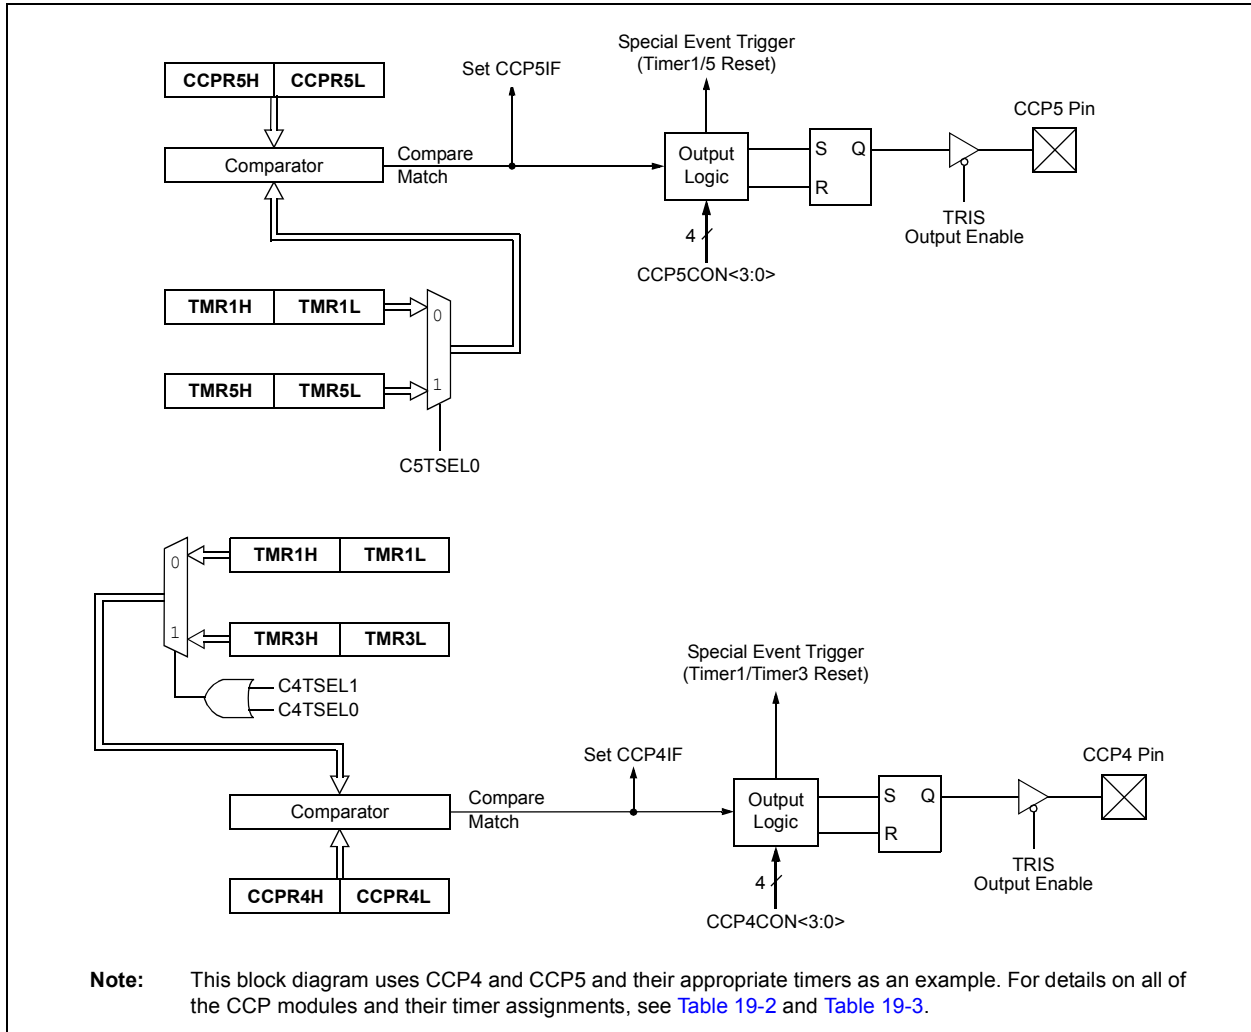 Special Event Trigger
(Timer1/5 Reset)
Set CCP5IF
CCPR5H CCPR5L
CCP5 Pin
Comparator
Compare
Match
Output
Logic
S Q
R
TRIS
Output Enable
4
CCP5CON<3:0>
TMR1H TMR1L
0
TMR5H TMR5L
1
C5TSEL0
TMR1H TMR1L
0
TMR3H TMR3L
1
C4TSEL1
C4TSEL0
Special Event Trigger
(Timer1/Timer3 Reset)
Set CCP4IF
CCP4 Pin
Comparator
Compare
Match
Output
Logic
S Q
R
TRIS
Output Enable
4
CCPR4H CCPR4L
CCP4CON<3:0>
Note: This block diagram uses CCP4 and CCP5 and their appropriate timers as an example. For details on all of
the CCP modules and their timer assignments, see Table 19-2 and Table 19-3.